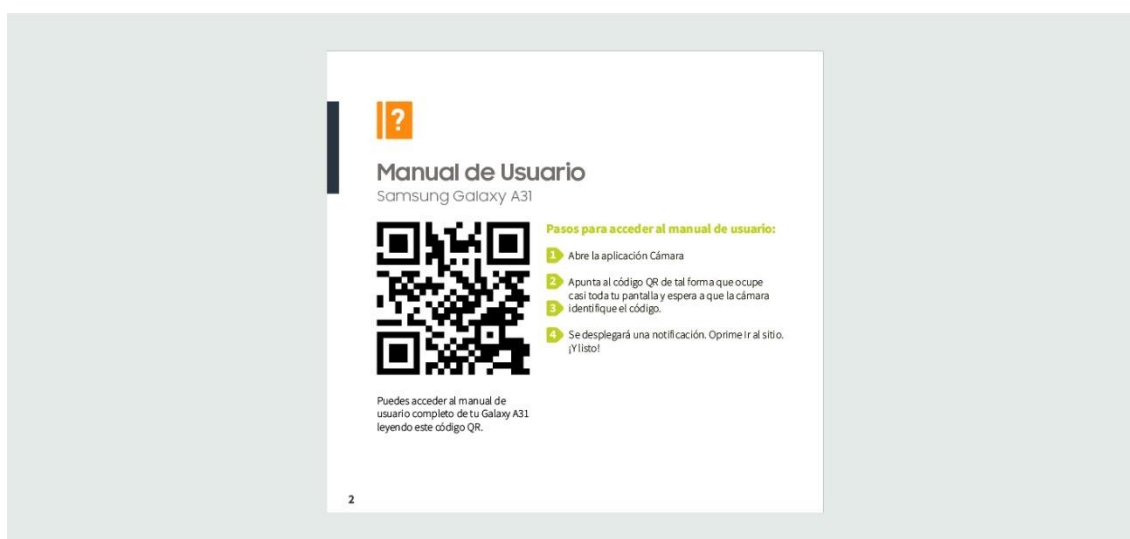 ?
Manual de Usuario
Samsung Galaxy A31
Pasos para acceder al manual de usuario:
1 Abre la aplicación Cámara
2 Apunta al código QR de tal forma que ocupe
casi toda tu pantalla y espera a que la cámara
3 identifique el código.
4 Se desplegará una notificación. Oprime Ir al sitio.
¡Y listo!
Puedes acceder al manual de
usuario completo de tu Galaxy A31
leyendo este código QR.
2